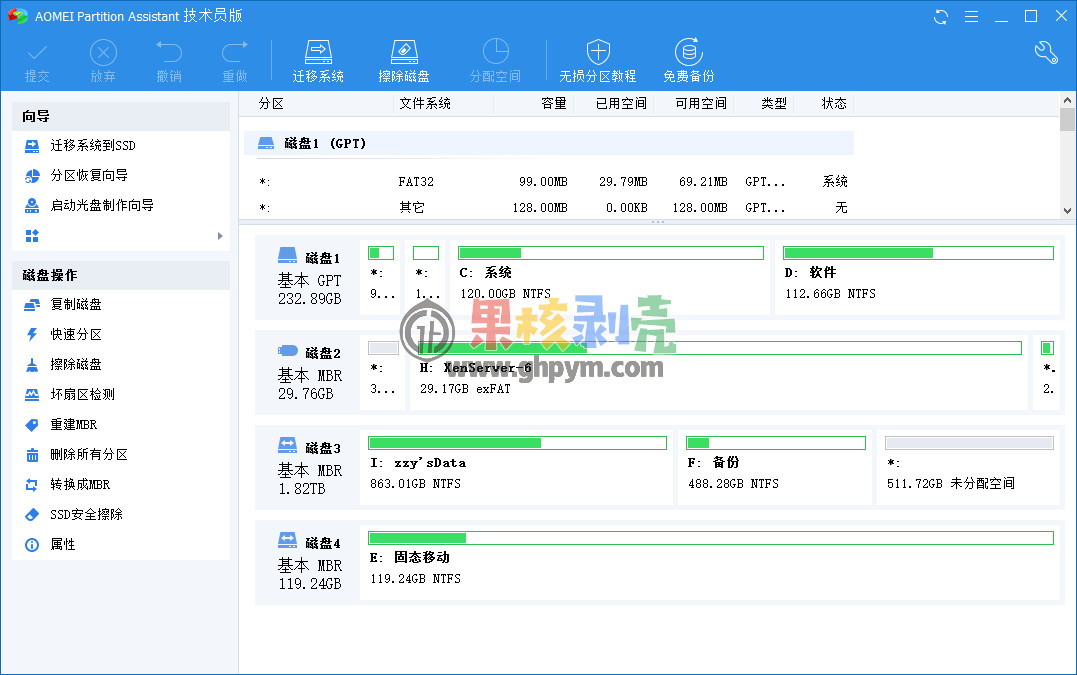 AOMEI Partition Assistant 技术员版
提交 放弃 撤销 重做 迁移系统 擦除磁盘 分配空间 无损分区教程 免费备份
向导
迁移系统到SSD
分区恢复向导
启动光盘制作向导
磁盘操作
复制磁盘
快速分区
擦除磁盘
坏扇区检测
重建MBR
删除所有分区
转换成MBR
SSD安全擦除
属性
分区 文件系统 容量 已用空间 可用空间 类型 状态
磁盘1 (GPT)
*: FAT32 99.00MB 29.79MB 69.21MB GPT... 系统
*: 其它 128.00MB 0.00KB 128.00MB GPT... 无
磁盘1
基本 GPT
232.89GB
*:
9...
*:
1...
C: 系统
120.00GB NTFS
D: 软件
112.66GB NTFS
果核剥壳
www.ghpym.com
磁盘2
基本 MBR
29.76GB
*:
3...
H: XenServer-6
29.17GB exFAT
*.
2.
磁盘3
基本 MBR
1.82TB
I: zzy'sData
863.01GB NTFS
F: 备份
488.28GB NTFS
*:
511.72GB 未分配空间
磁盘4
基本 MBR
119.24GB
E: 固态移动
119.24GB NTFS